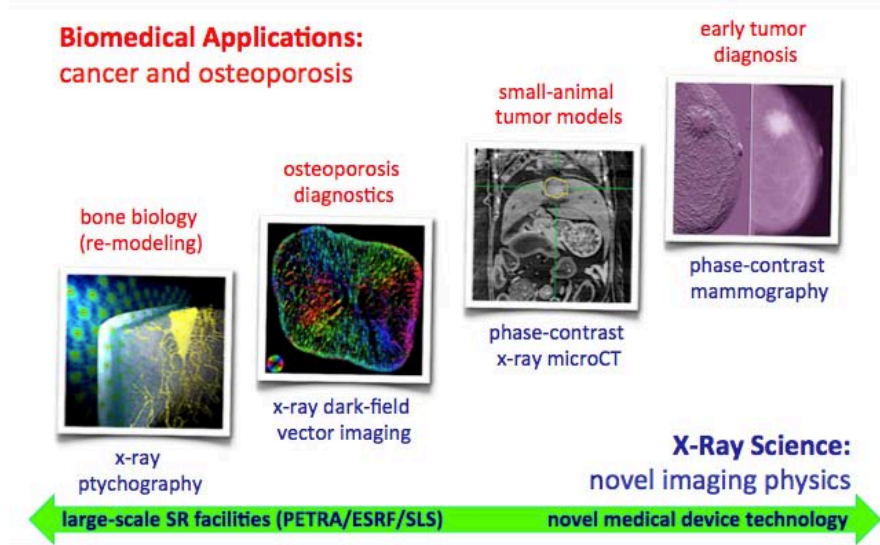 Biomedical Applications:
cancer and osteoporosis
early tumor
diagnosis
small-animal
tumor models
osteoporosis
diagnostics
bone biology
(re-modeling)
phase-contrast
mammography
phase-contrast
x-ray microCT
x-ray dark-field
vector imaging
x-ray
ptychography
X-Ray Science:
novel imaging physics
large-scale SR facilities (PETRA/ESRF/SLS)
novel medical device technology